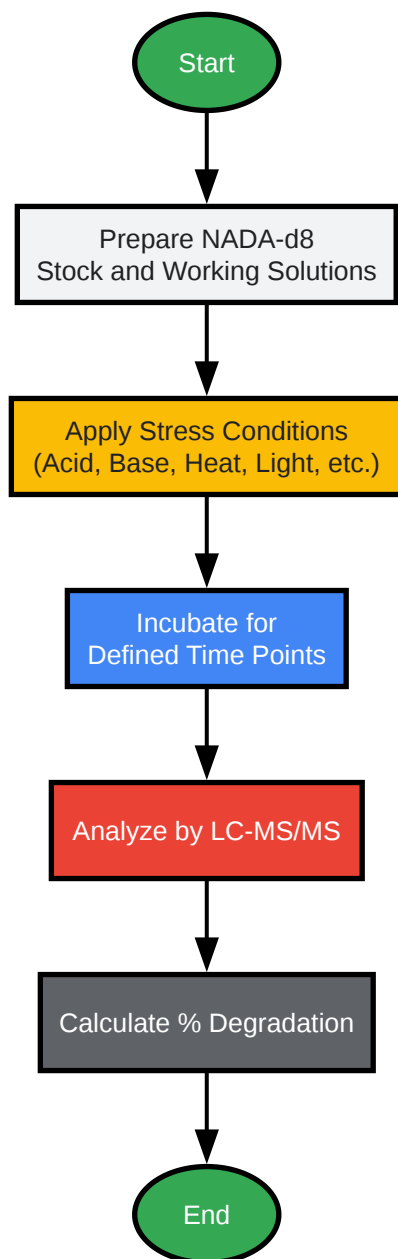 Start
Prepare NADA-d8
Stock and Working Solutions
Apply Stress Conditions
(Acid, Base, Heat, Light, etc.)
Incubate for
Defined Time Points
Analyze by LC-MS/MS
Calculate % Degradation
End